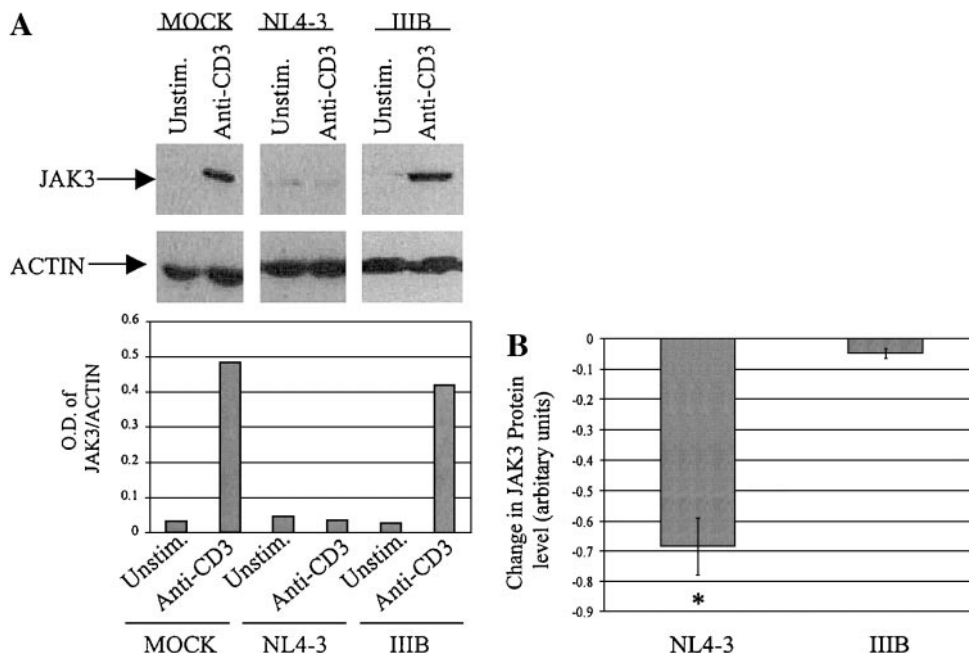 A
MOCK NL4-3 IIIB
Unstim. Anti-CD3 Unstim. Anti-CD3 Unstim. Anti-CD3
JAK3
ACTIN
O.D. of
JAK3/ACTIN
0.6
0.5
0.4
0.3
0.2
0.1
0
Unstim. Anti-CD3 Unstim. Anti-CD3 Unstim. Anti-CD3
MOCK NL4-3 IIIB
B
Change in JAK3 Protein
level (arbitary units)
0
-0.1
-0.2
-0.3
-0.4
-0.5
-0.6
-0.7
-0.8
-0.9
*
NL4-3 IIIB